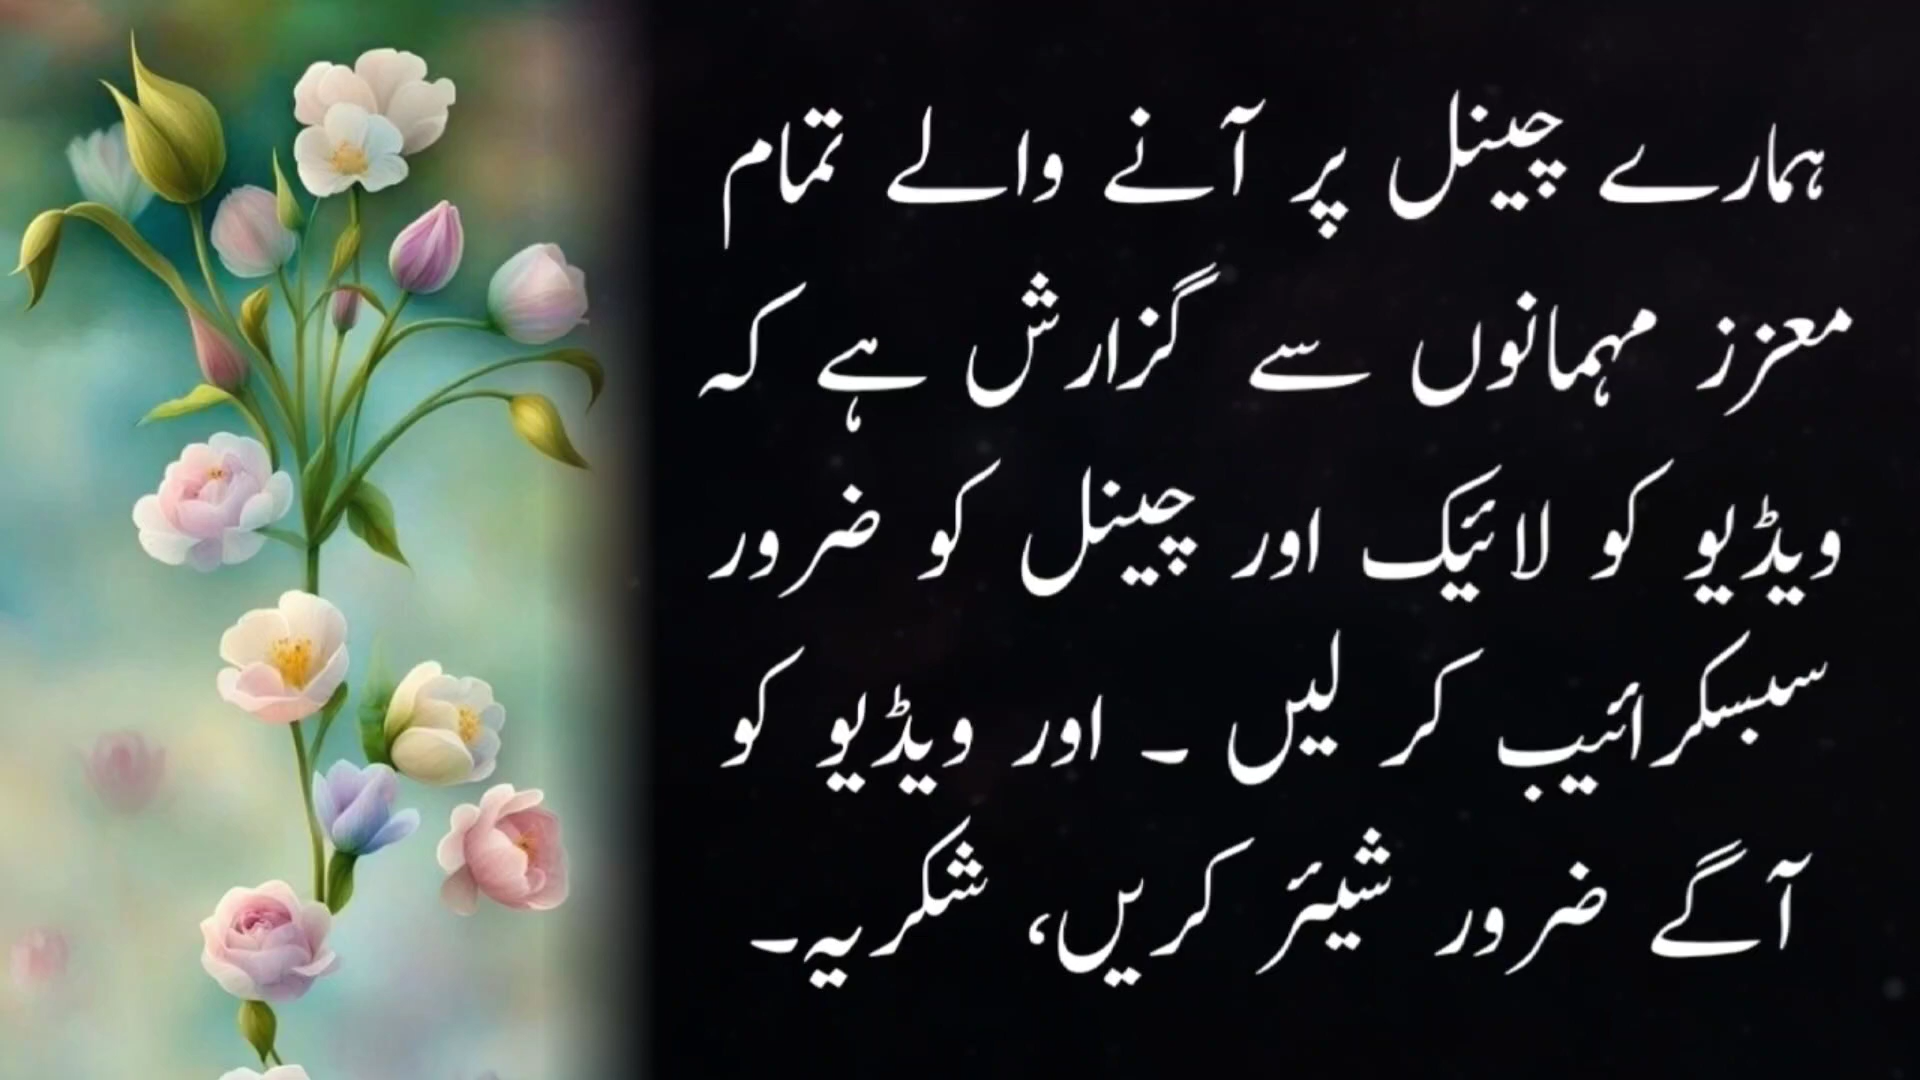 ہمارے چینل پر آنے والے تمام
معزز مہمانوں سے گزارش ہے کہ
ویڈیو کو لائیک اور چینل کو ضرور
سبسکرائیب کر لیں ۔ اور ویڈیو کو
آگے ضرور شیئر کریں، شکریہ۔